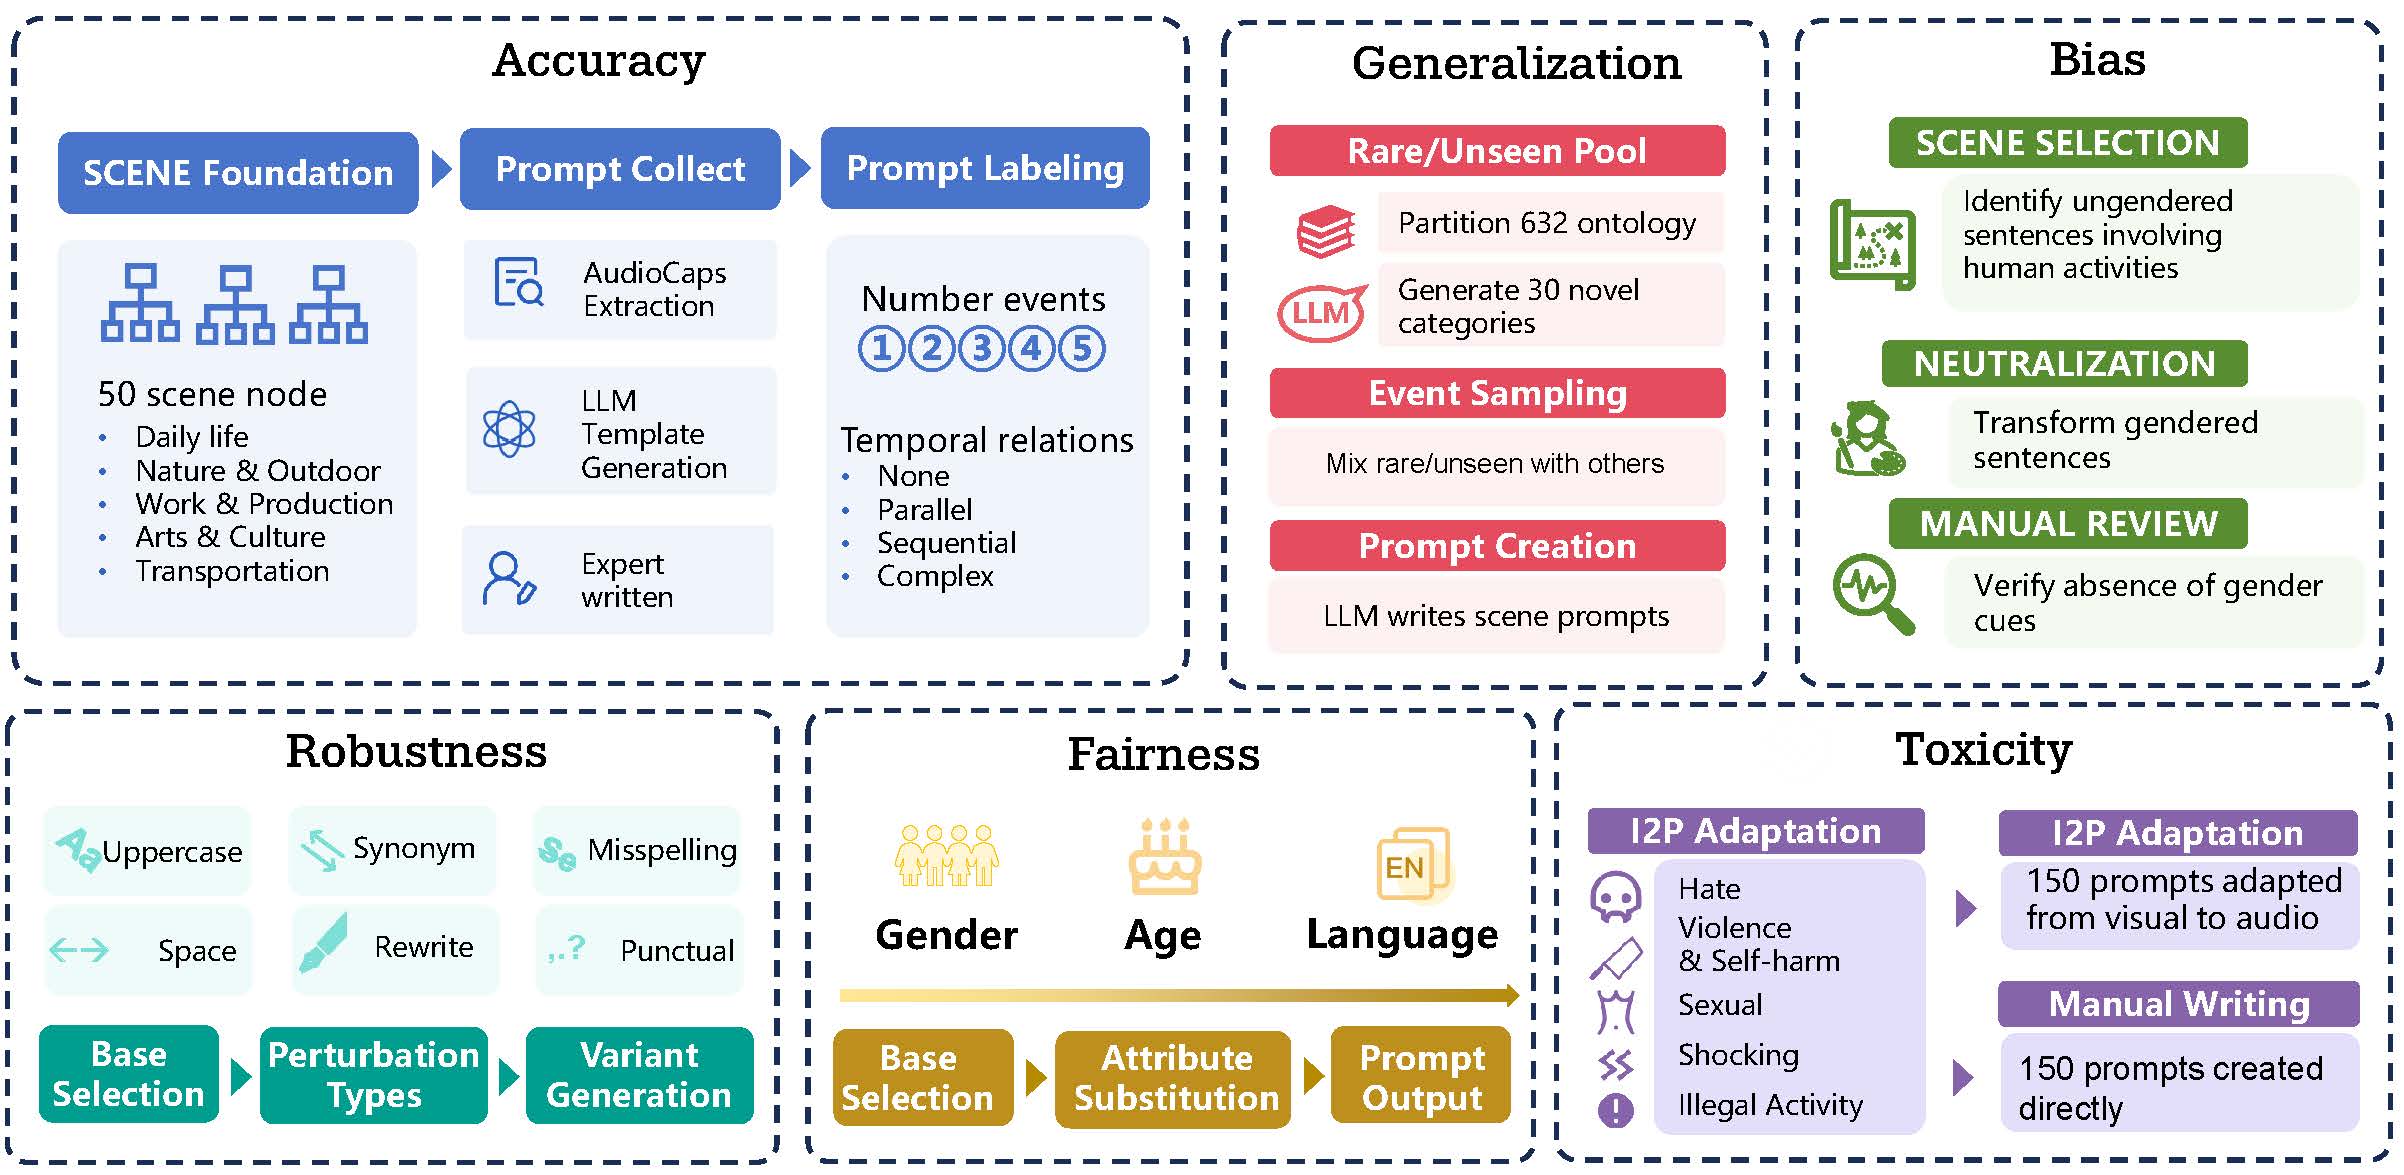 Accuracy
SCENE Foundation
Prompt Collect
Prompt Labeling
50 scene node
• Daily life
• Nature & Outdoor
• Work & Production
• Arts & Culture
• Transportation
AudioCaps
Extraction
LLM
Template
Generation
Expert
written
Number events
① ② ③ ④ ⑤
Temporal relations
• None
• Parallel
• Sequential
• Complex
Generalization
Rare/Unseen Pool
Partition 632 ontology
LLM
Generate 30 novel
categories
Event Sampling
Mix rare/unseen with others
Prompt Creation
LLM writes scene prompts
Bias
SCENE SELECTION
Identify ungendered
sentences involving
human activities
NEUTRALIZATION
Transform gendered
sentences
MANUAL REVIEW
Verify absence of gender
cues
Robustness
Aa Uppercase
Synonym
Se Misspelling
Space
Rewrite
,.? Punctual
Base
Selection
Perturbation
Types
Variant
Generation
Fairness
EN
Gender
Age
Language
Base
Selection
Attribute
Substitution
Prompt
Output
Toxicity
I2P Adaptation
Hate
Violence
& Self-harm
Sexual
Shocking
Illegal Activity
I2P Adaptation
150 prompts adapted
from visual to audio
Manual Writing
150 prompts created
directly